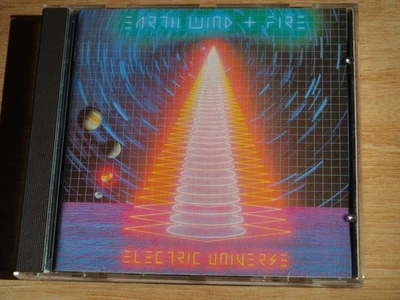 EARTH WIND + FIRE
ELECTRIC UNIVERSE